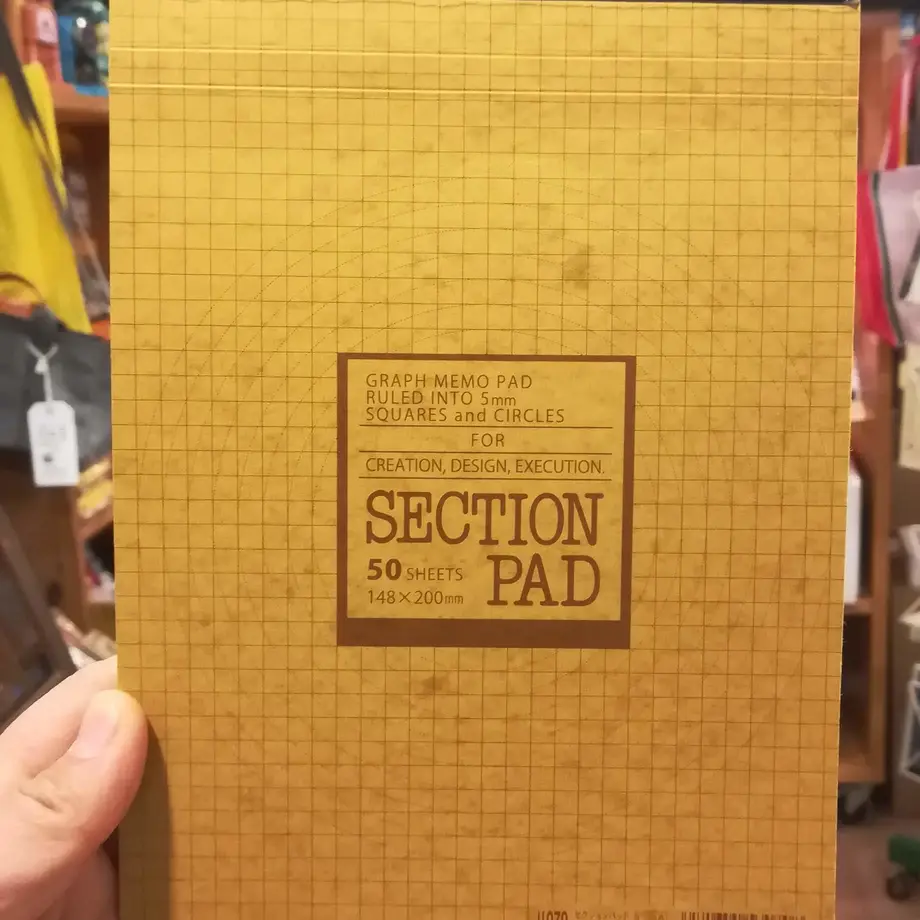 GRAPH MEMO PAD
RULED INTO 5mm
SQUARES and CIRCLES
FOR
CREATION, DESIGN, EXECUTION.
SECTION
PAD
50 SHEETS
148×200mm